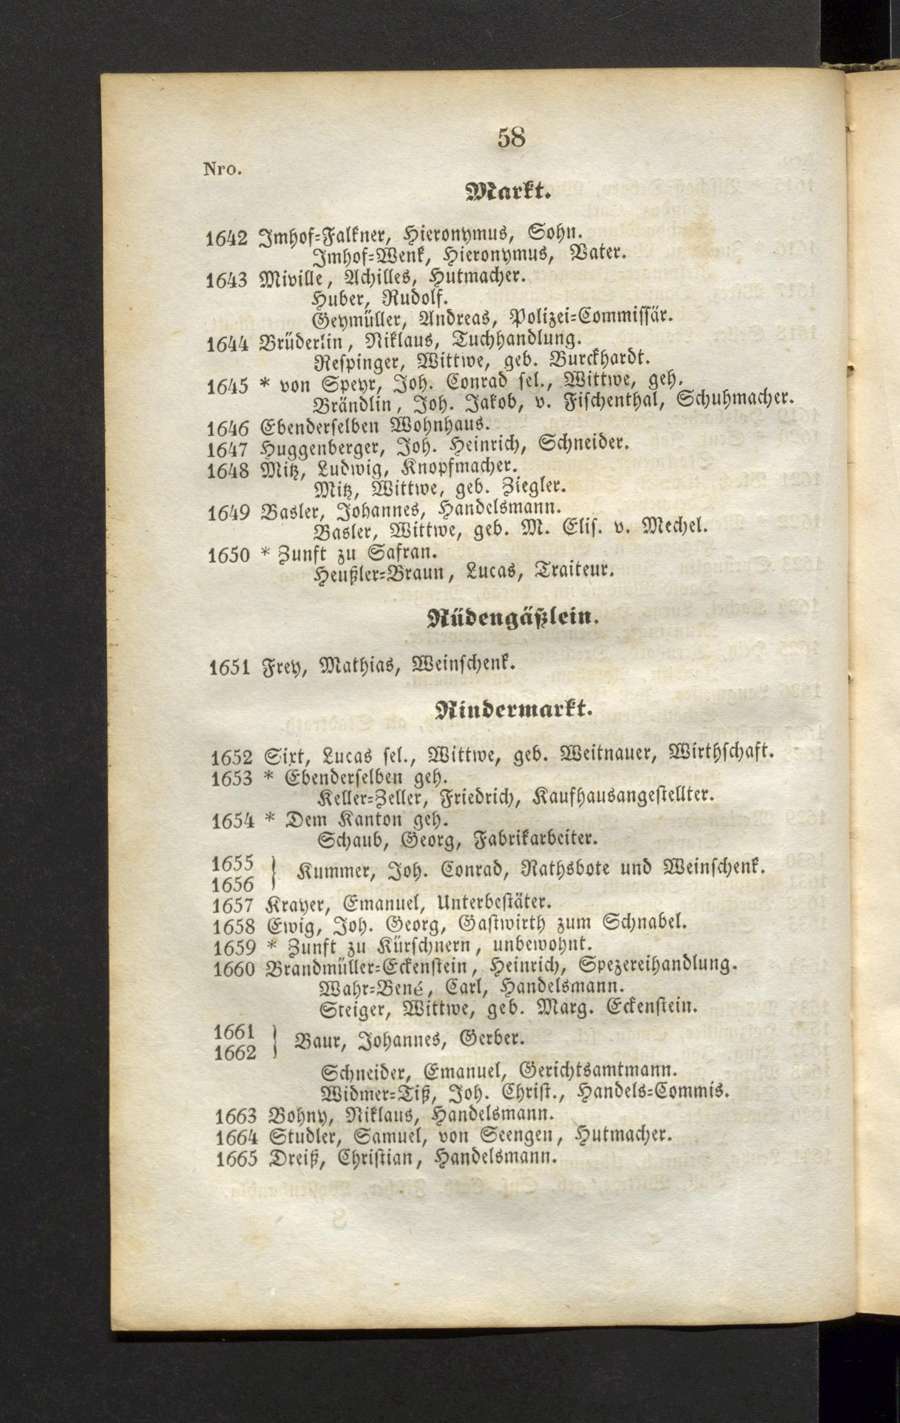 58
Nro.
Markt.
1642 Imhof-Falkner, Hieronymus, Sohn.
Imhof-Wenk, Hieronymus, Vater.
1643 Miville, Achilles, Hutmacher.
Huber, Rudolf.
Geymüller, Andreas, Polizei-Commissär.
1644 Brüderlin, Niklaus, Tuchhandlung.
Respinger, Wittwe, geb. Burckhardt.
1645 * von Speyr, Joh. Conrad sel., Wittwe, geh.
Brändlin, Joh. Jakob, v. Fischenthal, Schuhmacher.
1646 Ebenderselben Wohnhaus.
1647 Huggenberger, Joh. Heinrich, Schneider.
1648 Mitz, Ludwig, Knopfmacher.
Mitz, Wittwe, geb. Ziegler.
1649 Basler, Johannes, Handelsmann.
Basler, Wittwe, geb. M. Elis. v. Mechel.
1650 * Zunft zu Safran.
Heußler-Braun, Lucas, Traiteur.
Rüdengäßlein.
1651 Frey, Mathias, Weinschenk.
Rindermarkt.
1652 Sixt, Lucas sel., Wittwe, geb. Weitnauer, Wirthschaft.
1653 * Ebenderselben geh.
Keller-Zeller, Friedrich, Kaufhausangestellter.
1654 * Dem Kanton geh.
Schaub, Georg, Fabrikarbeiter.
1655
1656 } Kummer, Joh. Conrad, Rathsbote und Weinschenk.
1657 Krayer, Emanuel, Unterbestäter.
1658 Ewig, Joh. Georg, Gastwirth zum Schnabel.
1659 * Zunft zu Kürschnern, unbewohnt.
1660 Brandmüller-Eckenstein, Heinrich, Spezereihandlung.
Wahr-Bené, Carl, Handelsmann.
Steiger, Wittwe, geb. Marg. Eckenstein.
1661
1662 } Baur, Johannes, Gerber.
Schneider, Emanuel, Gerichtsamtmann.
Widmer-Tiß, Joh. Christ., Handels-Commis.
1663 Bohny, Niklaus, Handelsmann.
1664 Studler, Samuel, von Seengen, Hutmacher.
1665 Dreiß, Christian, Handelsmann.